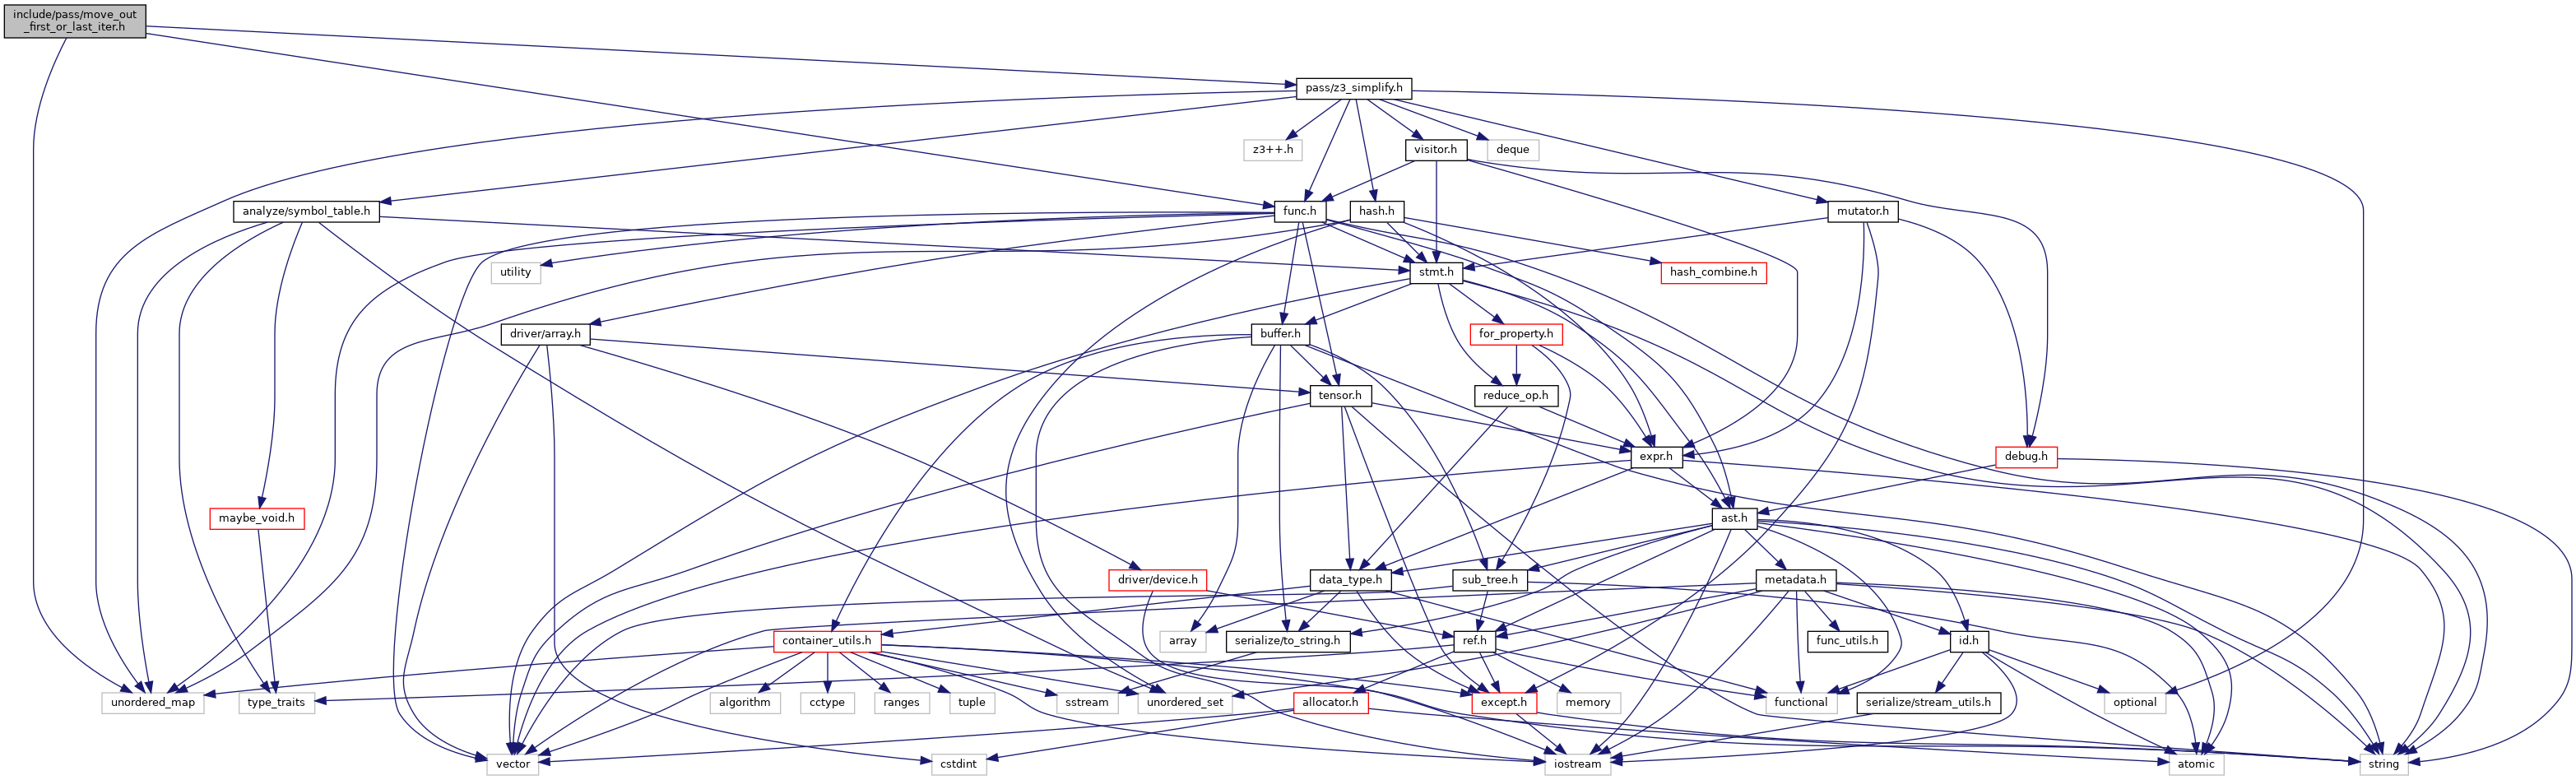 include/pass/move_out
_first_or_last_iter.h
pass/z3_simplify.h
z3++.h
visitor.h
deque
analyze/symbol_table.h
func.h
hash.h
mutator.h
utility
stmt.h
hash_combine.h
driver/array.h
buffer.h
for_property.h
tensor.h
reduce_op.h
expr.h
debug.h
maybe_void.h
ast.h
driver/device.h
data_type.h
sub_tree.h
metadata.h
container_utils.h
array
serialize/to_string.h
ref.h
func_utils.h
id.h
unordered_map
type_traits
algorithm
cctype
ranges
tuple
sstream
unordered_set
allocator.h
except.h
memory
functional
serialize/stream_utils.h
optional
vector
cstdint
iostream
atomic
string